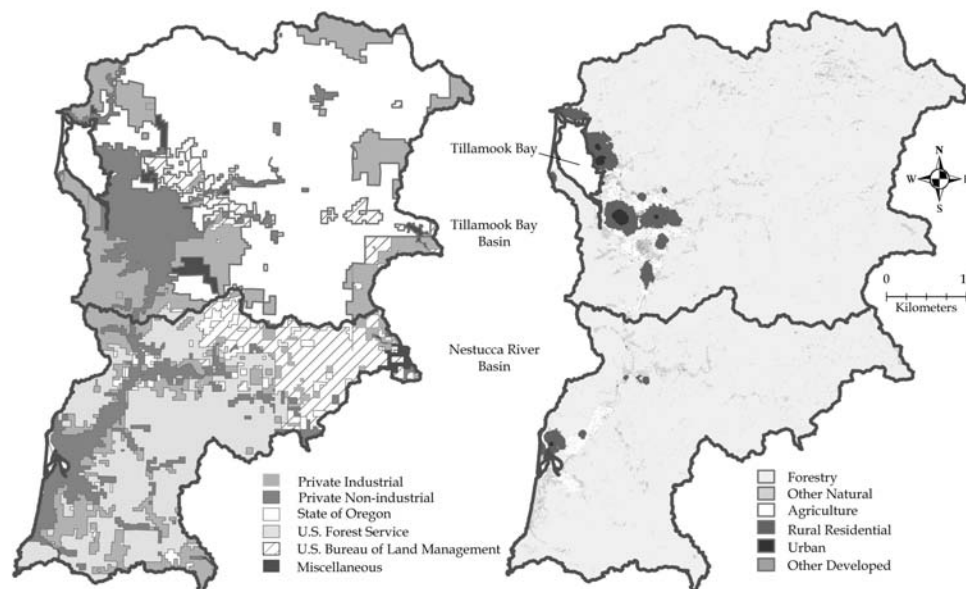 Tillamook Bay
Tillamook Bay
Basin
Nestucca River
Basin
N
W
S
0
1
Kilometers
Private Industrial
Private Non-industrial
State of Oregon
U.S. Forest Service
U.S. Bureau of Land Management
Miscellaneous
Forestry
Other Natural
Agriculture
Rural Residential
Urban
Other Developed